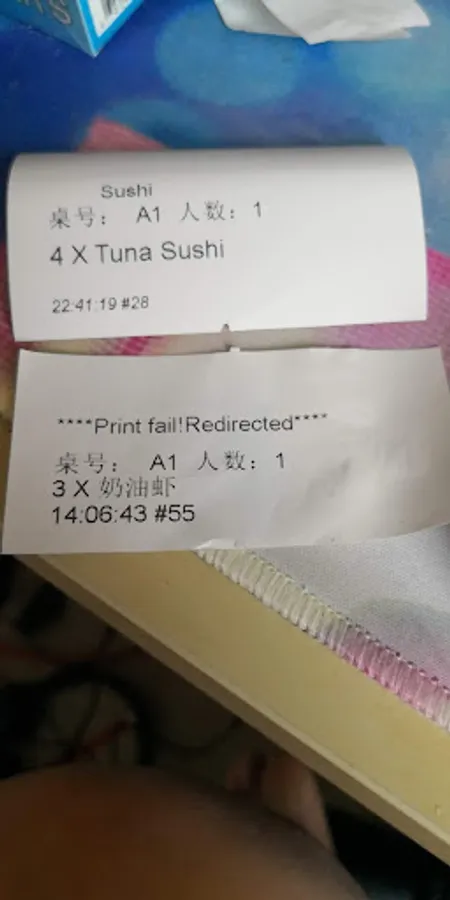 Sushi
桌号： A1 人数：1
4 X Tuna Sushi
22:41:19 #28
****Print fail!Redirected****
桌号： A1 人数：1
3 X 奶油虾
14:06:43 #55